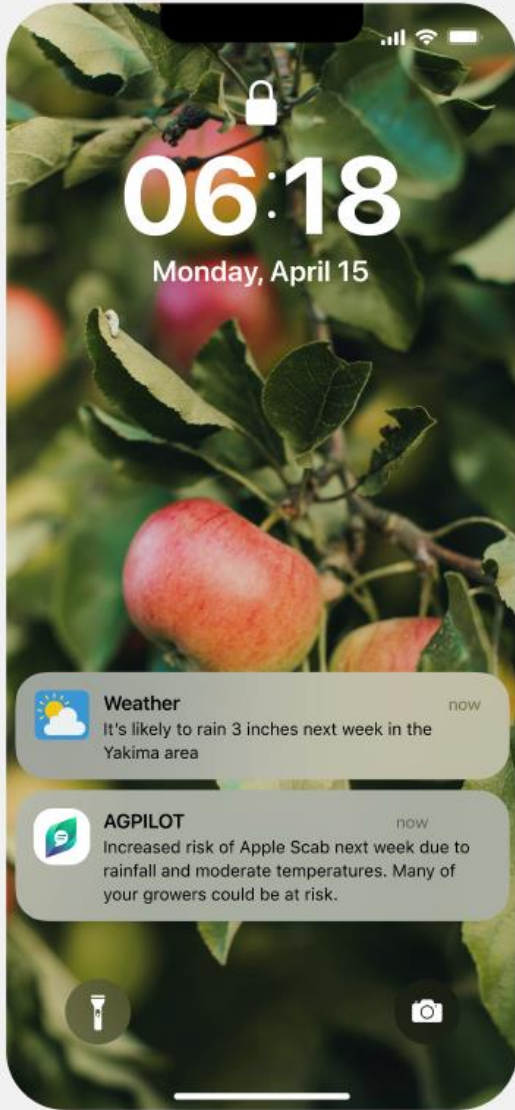 06:18
Monday, April 15
Weather
now
It's likely to rain 3 inches next week in the
Yakima area
AGPILOT
now
Increased risk of Apple Scab next week due to
rainfall and moderate temperatures. Many of
your growers could be at risk.